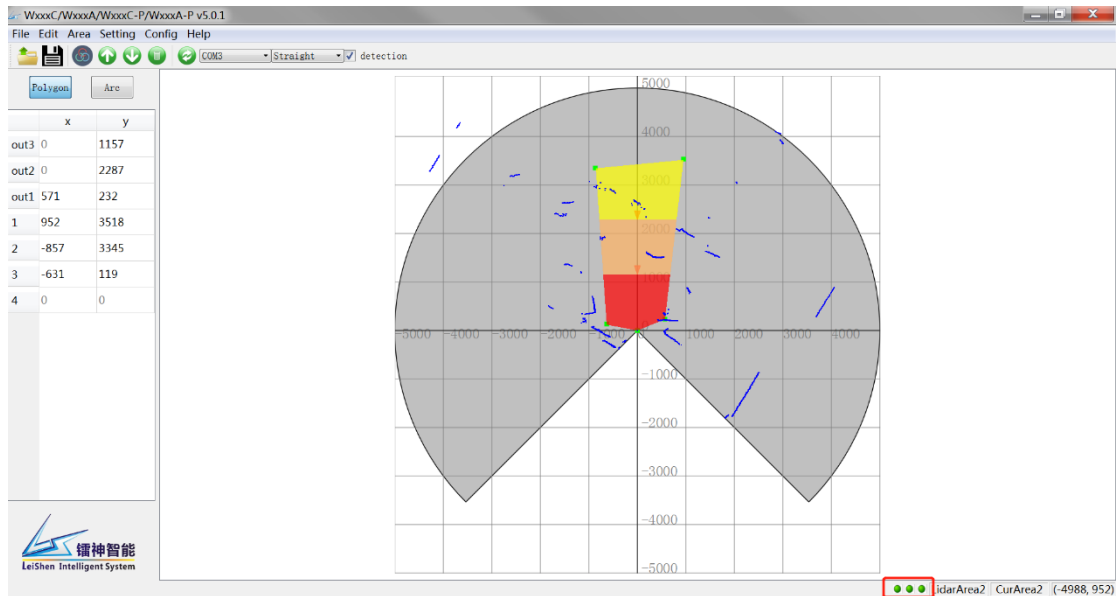 WxxxC/WxxxA/WxxxC-P/WxxxA-P v5.0.1
File Edit Area Setting Config Help
COM3 Straight detection
Polygon Arc
x y
out3 0 1157
out2 0 2287
out1 571 232
1 952 3518
2 -857 3345
3 -631 119
4 0 0
5000
4000
3000
2000
1000
0
-5000 -4000 -3000 -2000 -1000 1000 2000 3000 4000
-1000
-2000
-3000
-4000
-5000
镭神智能
LeiShen Intelligent System
idarArea2 CurArea2 (-4988, 952)